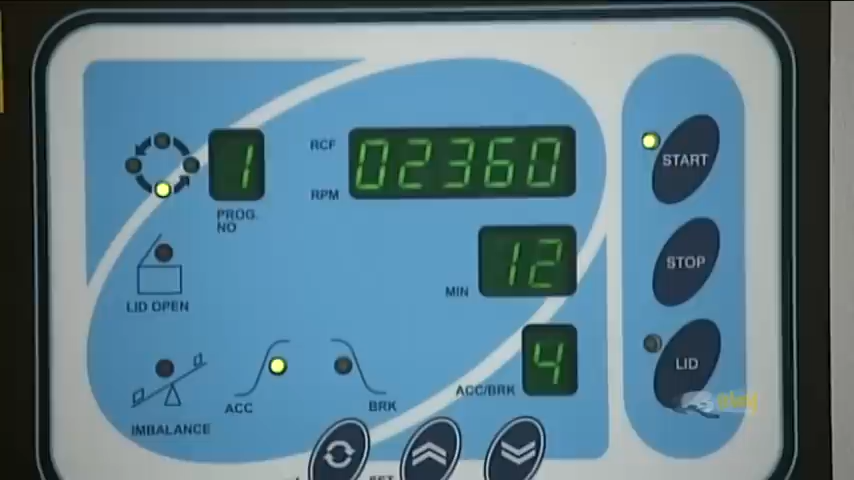 RCF
02360
RPM
1
PROG.
NO
START
LID OPEN
MIN
12
STOP
IMBALANCE
ACC
BRK
ACC/BRK
4
LID